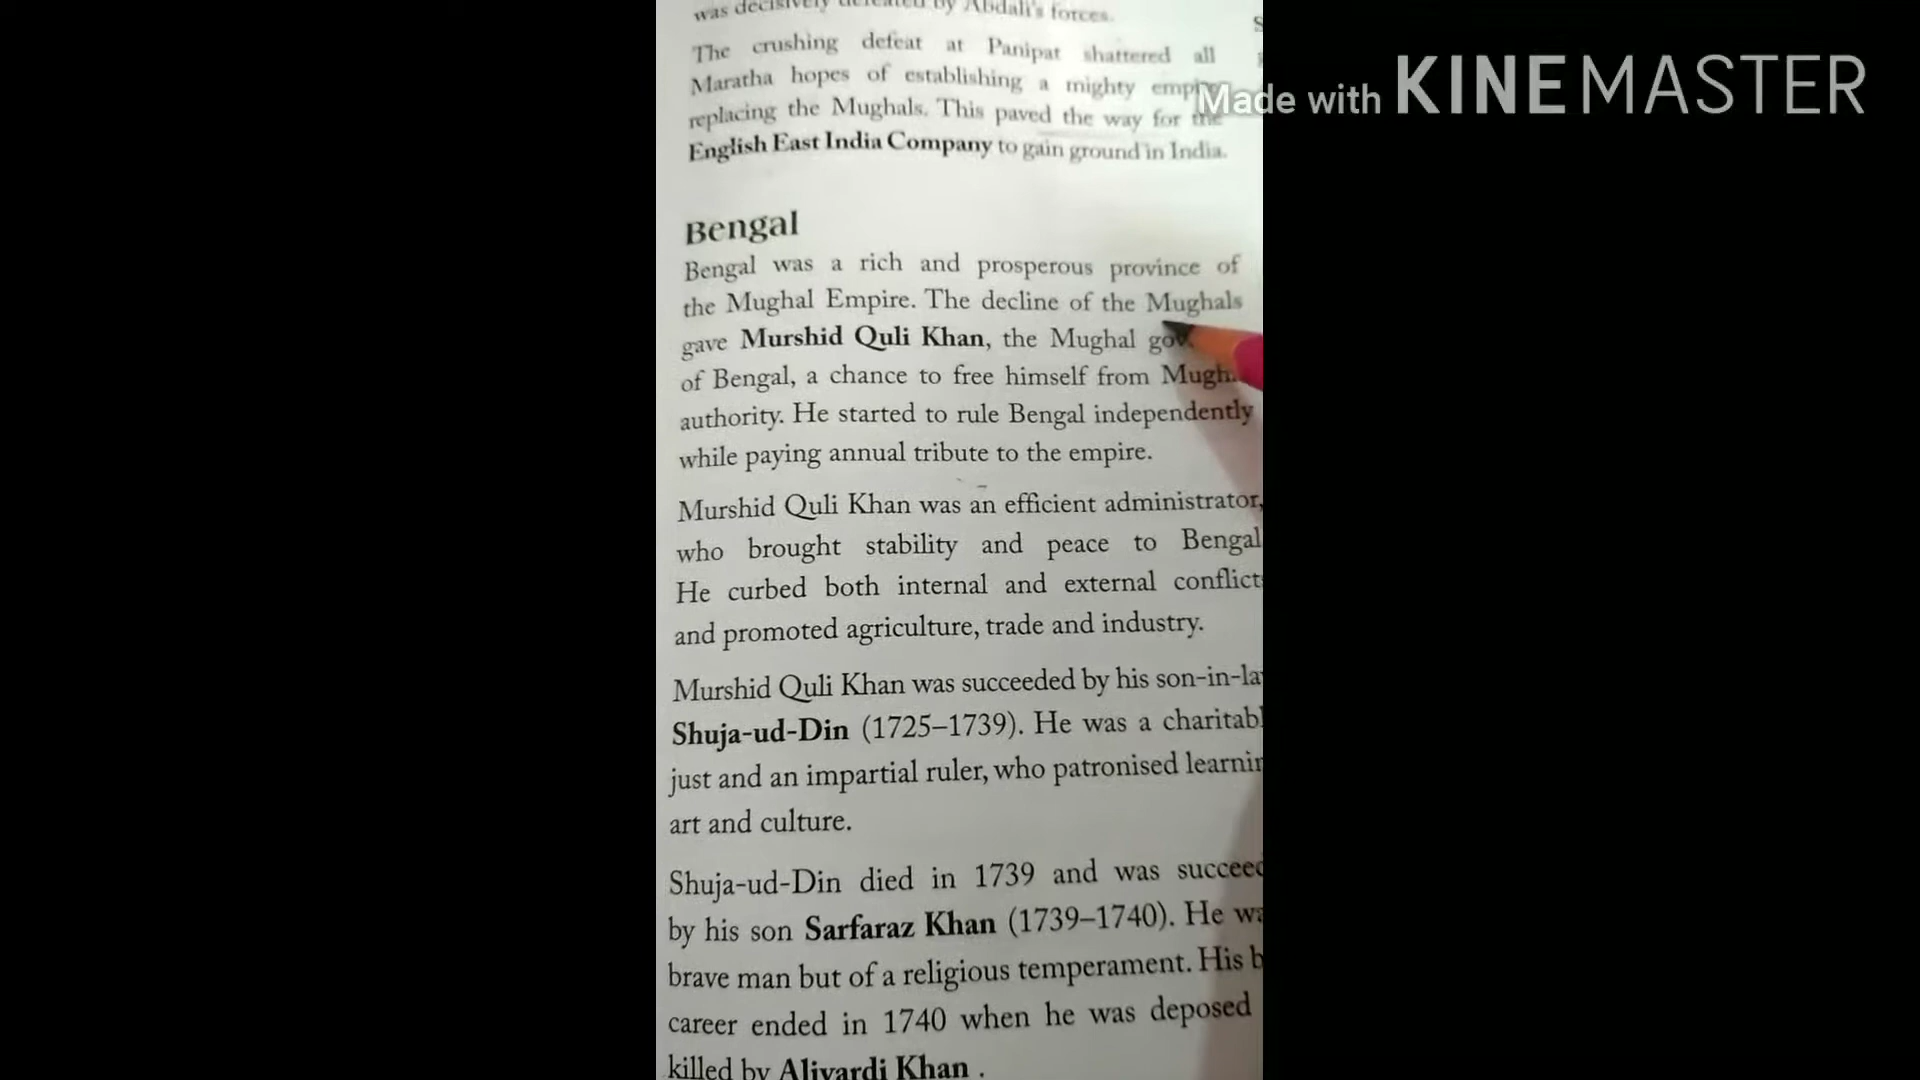 was decisively defeated by Abdali's forces.
The crushing defeat at Panipat shattered all
Maratha hopes of establishing a mighty empire
replacing the Mughals. This paved the way for the
English East India Company to gain ground in India.
Made with KINEMASTER
Bengal
Bengal was a rich and prosperous province of
the Mughal Empire. The decline of the Mughals
gave Murshid Quli Khan, the Mughal gov
of Bengal, a chance to free himself from Mugh
authority. He started to rule Bengal independently
while paying annual tribute to the empire.
Murshid Quli Khan was an efficient administrator,
who brought stability and peace to Bengal
He curbed both internal and external conflict
and promoted agriculture, trade and industry.
Murshid Quli Khan was succeeded by his son-in-la
Shuja-ud-Din (1725–1739). He was a charitabl
just and an impartial ruler, who patronised learnin
art and culture.
Shuja-ud-Din died in 1739 and was succeed
by his son Sarfaraz Khan (1739–1740). He wa
brave man but of a religious temperament. His b
career ended in 1740 when he was deposed
killed by Alivardi Khan .